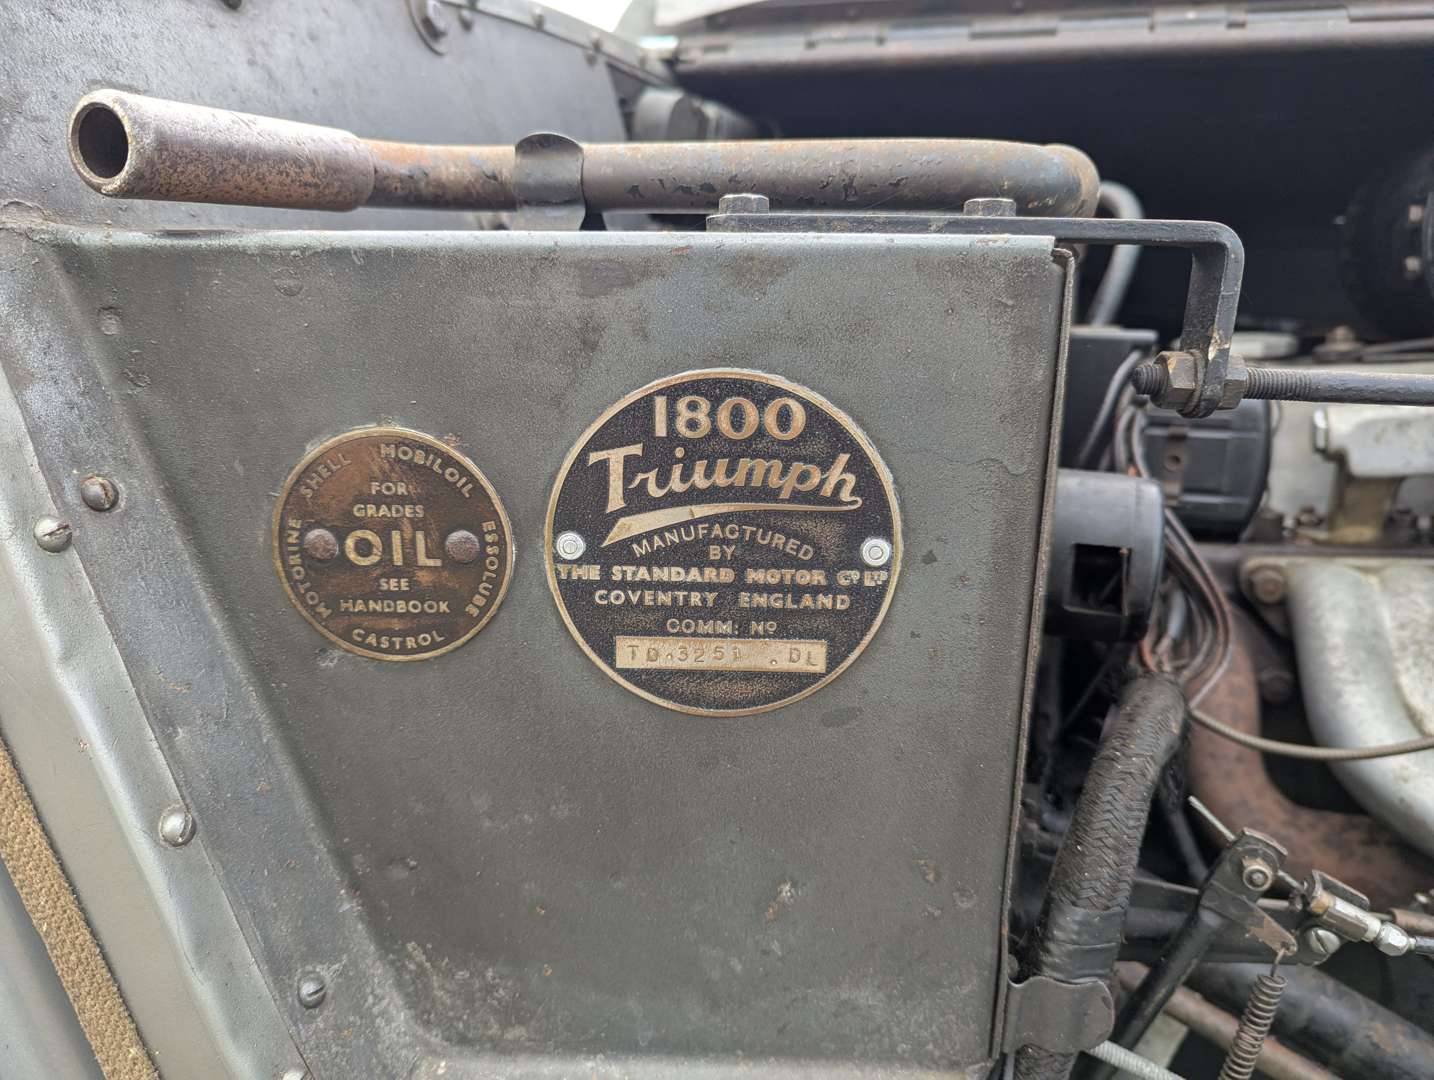 MOTORINE SHELL MOBILOIL ESSOLUBE
FOR
GRADES
OIL
SEE
HANDBOOK
CASTROL
1800
Triumph
MANUFACTURED
BY
THE STANDARD MOTOR Cº Lᵀᴰ
COVENTRY ENGLAND
COMM: Nº
TD.3251 .DL